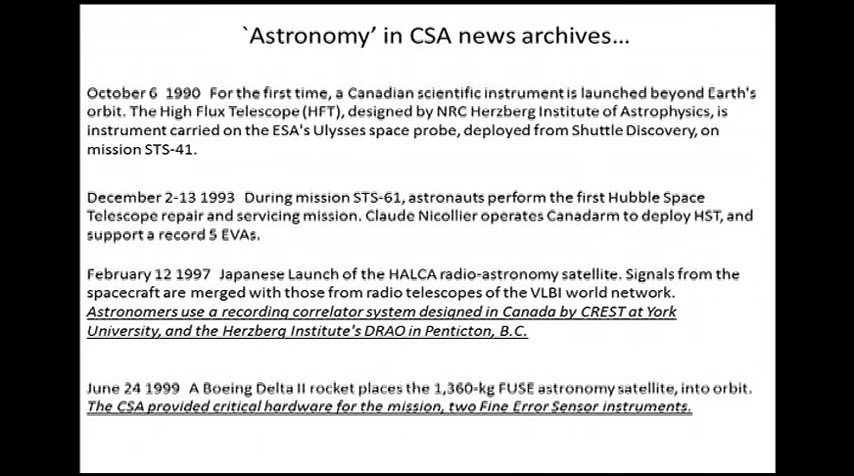 `Astronomy’ in CSA news archives…
October 6  1990   For the first time, a Canadian scientific instrument is launched beyond Earth's
orbit. The High Flux Telescope (HFT), designed by NRC Herzberg Institute of Astrophysics, is
instrument carried on the ESA's Ulysses space probe, deployed from Shuttle Discovery, on
mission STS-41.
December 2-13 1993   During mission STS-61, astronauts perform the first Hubble Space
Telescope repair and servicing mission. Claude Nicollier operates Canadarm to deploy HST, and
support a record 5 EVAs.
February 12 1997   Japanese Launch of the HALCA radio-astronomy satellite. Signals from the
spacecraft are merged with those from radio telescopes of the VLBI world network.
Astronomers use a recording correlator system designed in Canada by CREST at York
University, and the Herzberg Institute's DRAO in Penticton, B.C.
June 24 1999   A Boeing Delta II rocket places the 1,360-kg FUSE astronomy satellite, into orbit.
The CSA provided critical hardware for the mission, two Fine Error Sensor instruments.